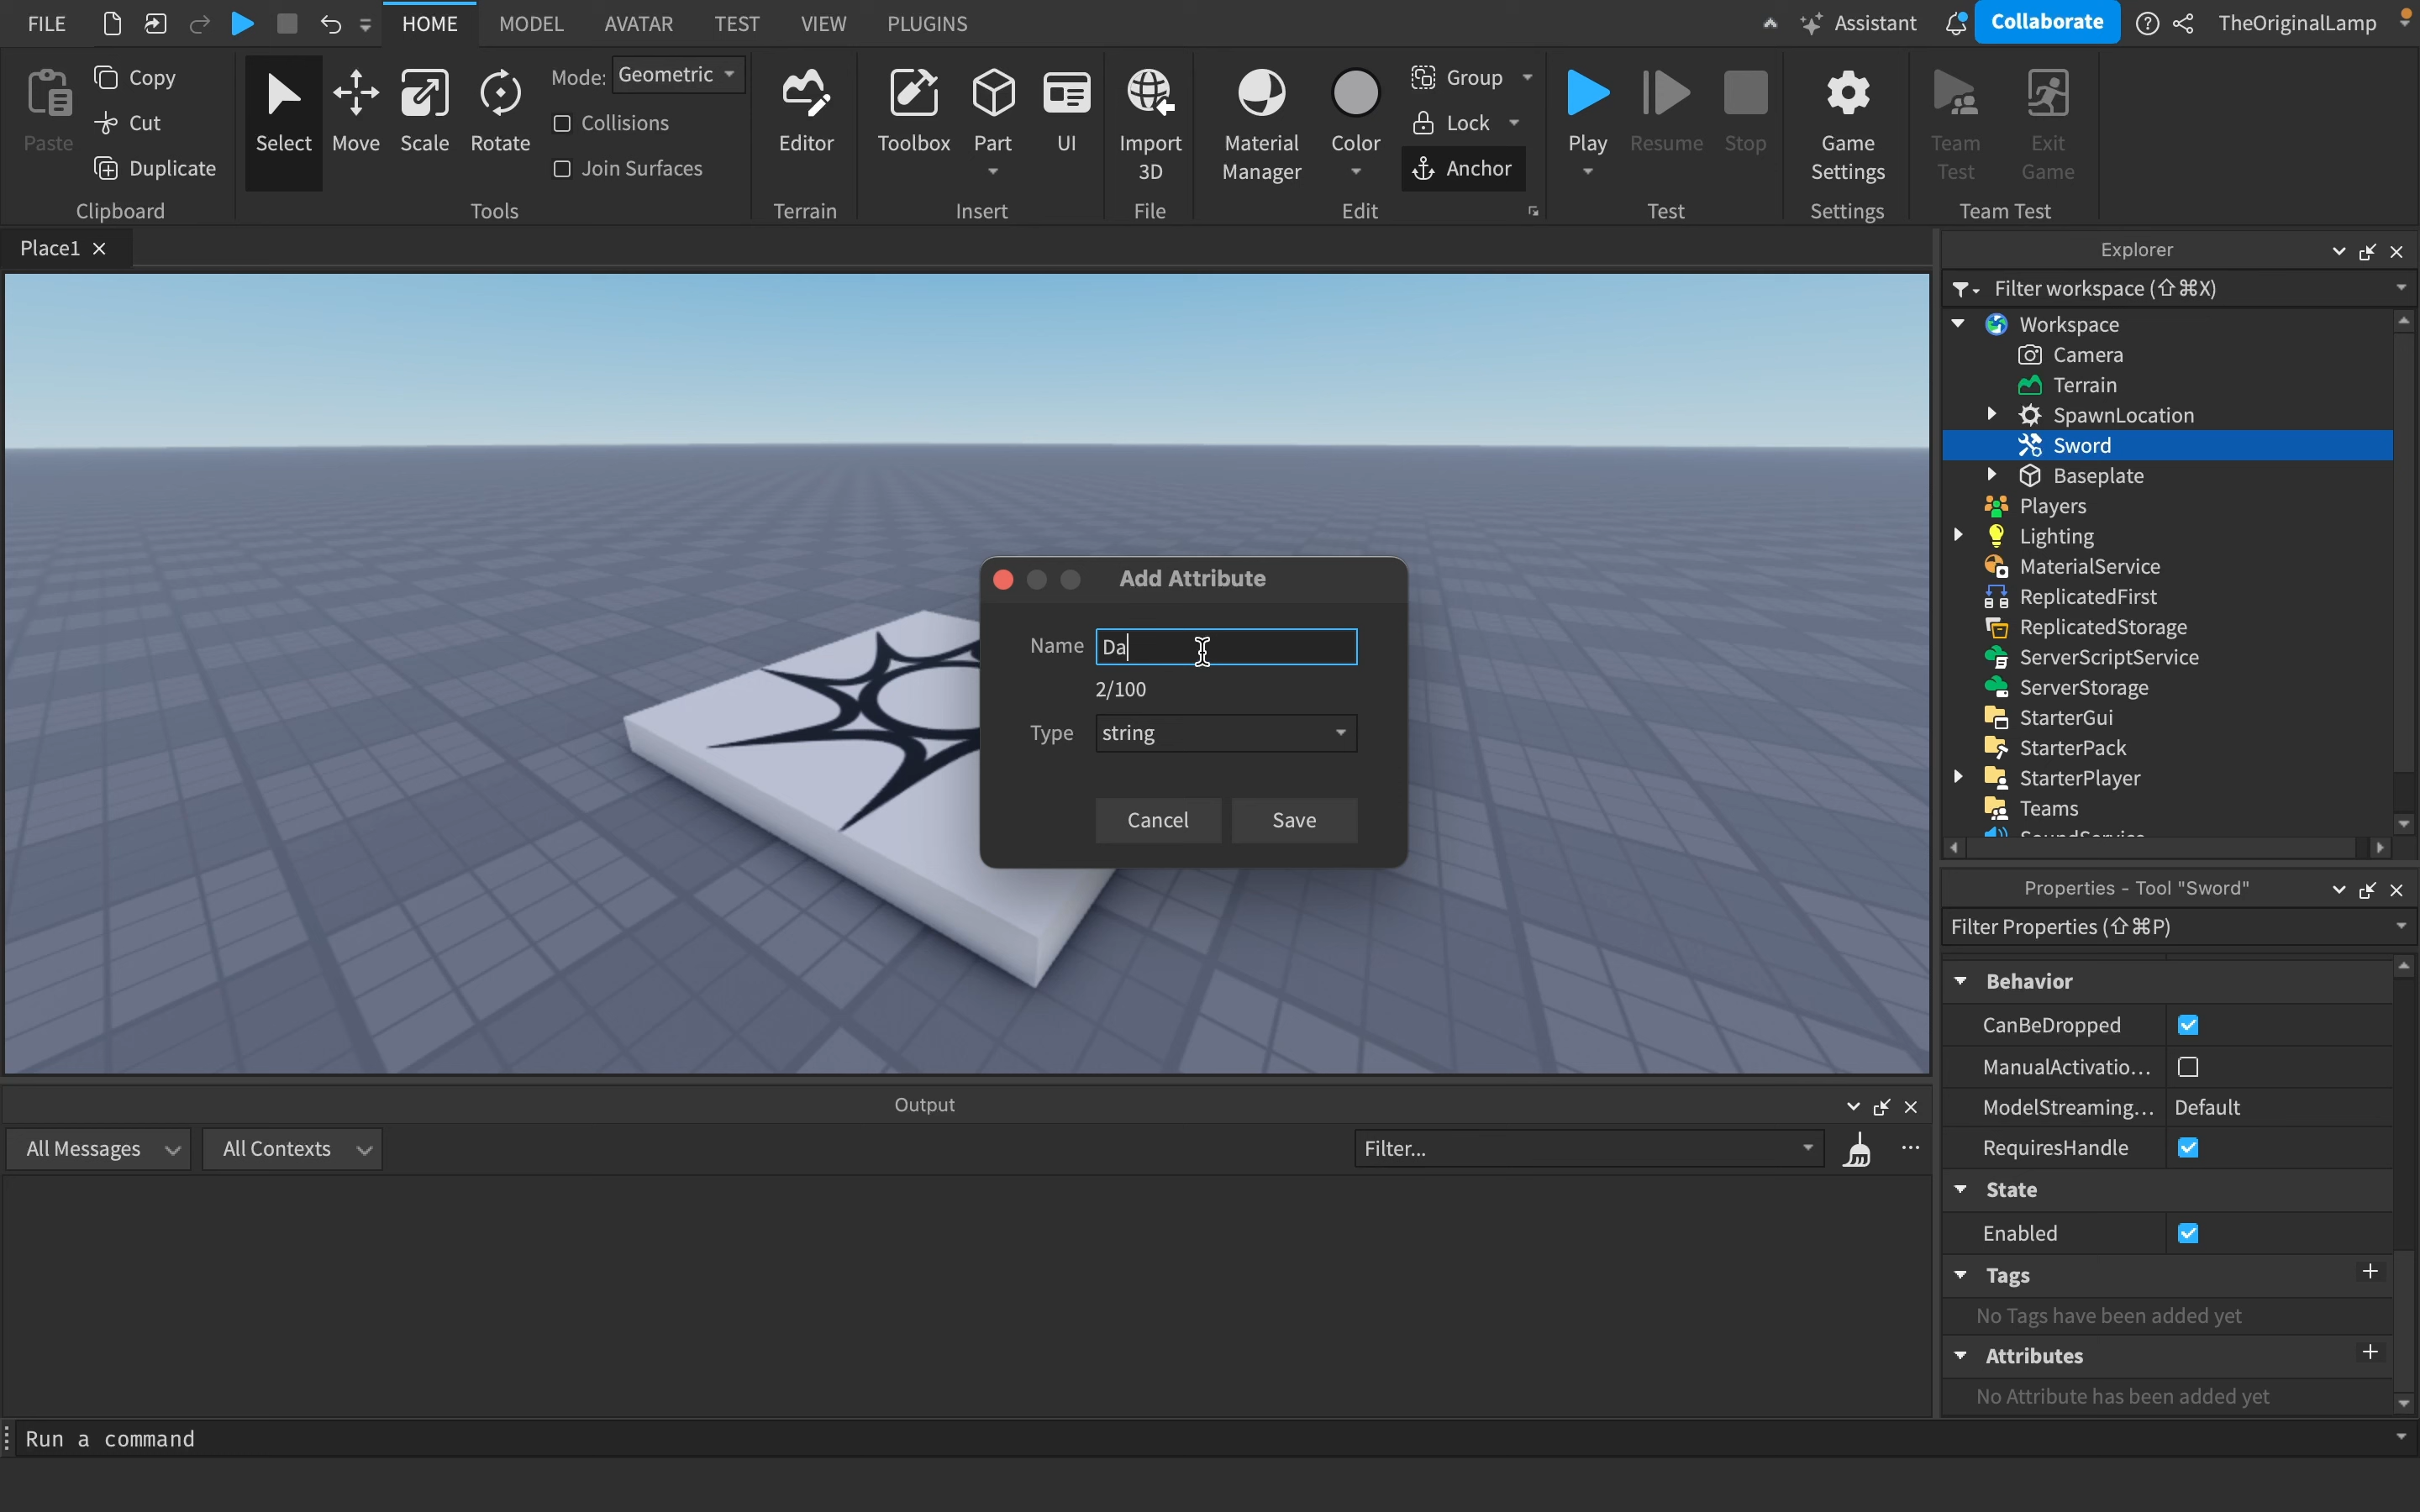 FILE HOME MODEL AVATAR TEST VIEW PLUGINS Assistant Collaborate TheOriginalLamp
Paste Copy Cut Duplicate
Clipboard
Select Move Scale Rotate
Mode: Geometric
Collisions
Join Surfaces
Tools
Editor
Terrain
Toolbox Part UI
Insert
Import
3D
File
Material
Manager
Color
Group
Lock
Anchor
Edit
Play Resume Stop
Test
Game
Settings
Settings
Team
Test
Exit
Game
Team Test
Place1
Add Attribute
Name Da
2/100
Type string
Cancel Save
Explorer
Filter workspace (⇧⌘X)
Workspace
Camera
Terrain
SpawnLocation
Sword
Baseplate
Players
Lighting
MaterialService
ReplicatedFirst
ReplicatedStorage
ServerScriptService
ServerStorage
StarterGui
StarterPack
StarterPlayer
Teams
Properties - Tool "Sword"
Filter Properties (⇧⌘P)
Behavior
CanBeDropped
ManualActivatio...
ModelStreaming... Default
RequiresHandle
State
Enabled
Tags +
No Tags have been added yet
Attributes +
No Attribute has been added yet
Output
All Messages All Contexts Filter... ...
Run a command